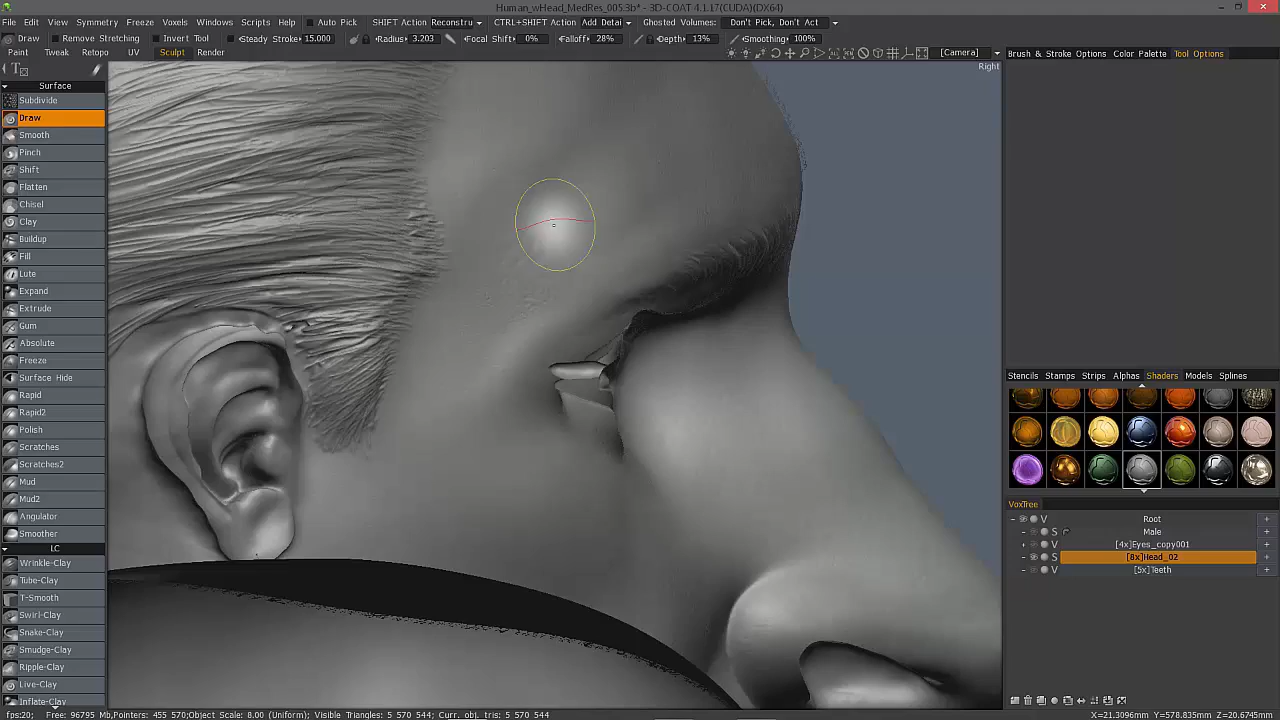 Human_wHead_MedRes_005.3b* - 3D-COAT 4.1.17(CUDA)(DX64)
File Edit View Symmetry Freeze Voxels Windows Scripts Help Auto Pick SHIFT Action Reconstru CTRL+SHIFT Action Add Detai Ghosted Volumes: Don't Pick, Don't Act
Draw Remove Stretching Invert Tool Steady Stroke 15.000 Radius 3.203 Focal Shift 0% Falloff 28% Depth 13% Smoothing 100%
Paint Tweak Retopo UV Sculpt Render [Camera] Brush & Stroke Options Color Palette Tool Options
Right
Surface
Subdivide
Draw
Smooth
Pinch
Shift
Flatten
Chisel
Clay
Buildup
Fill
Lute
Expand
Extrude
Gum
Absolute
Freeze
Surface Hide
Rapid
Rapid2
Polish
Scratches
Scratches2
Mud
Mud2
Angulator
Smoother
LC
Wrinkle-Clay
Tube-Clay
T-Smooth
Swirl-Clay
Snake-Clay
Smudge-Clay
Ripple-Clay
Live-Clay
Inflate-Clay
Stencils Stamps Strips Alphas Shaders Models Splines
VoxTree
V Root +
S Male +
V [4x]Eyes_copy001 +
S [8x]Head_02 +
V [5x]Teeth +
fps:20; Free: 96795 Mb,Pointers: 455 570;Object Scale: 8.00 (Uniform); Visible Triangles: 5 570 544; Curr. obj. tris: 5 570 544 X=21.3096mm Y=578.835mm Z=20.6745mm